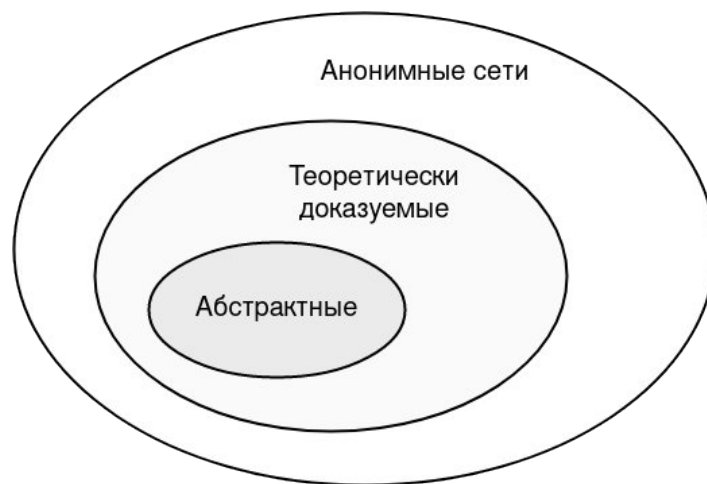 Анонимные сети
Теоретически
доказуемые
Абстрактные